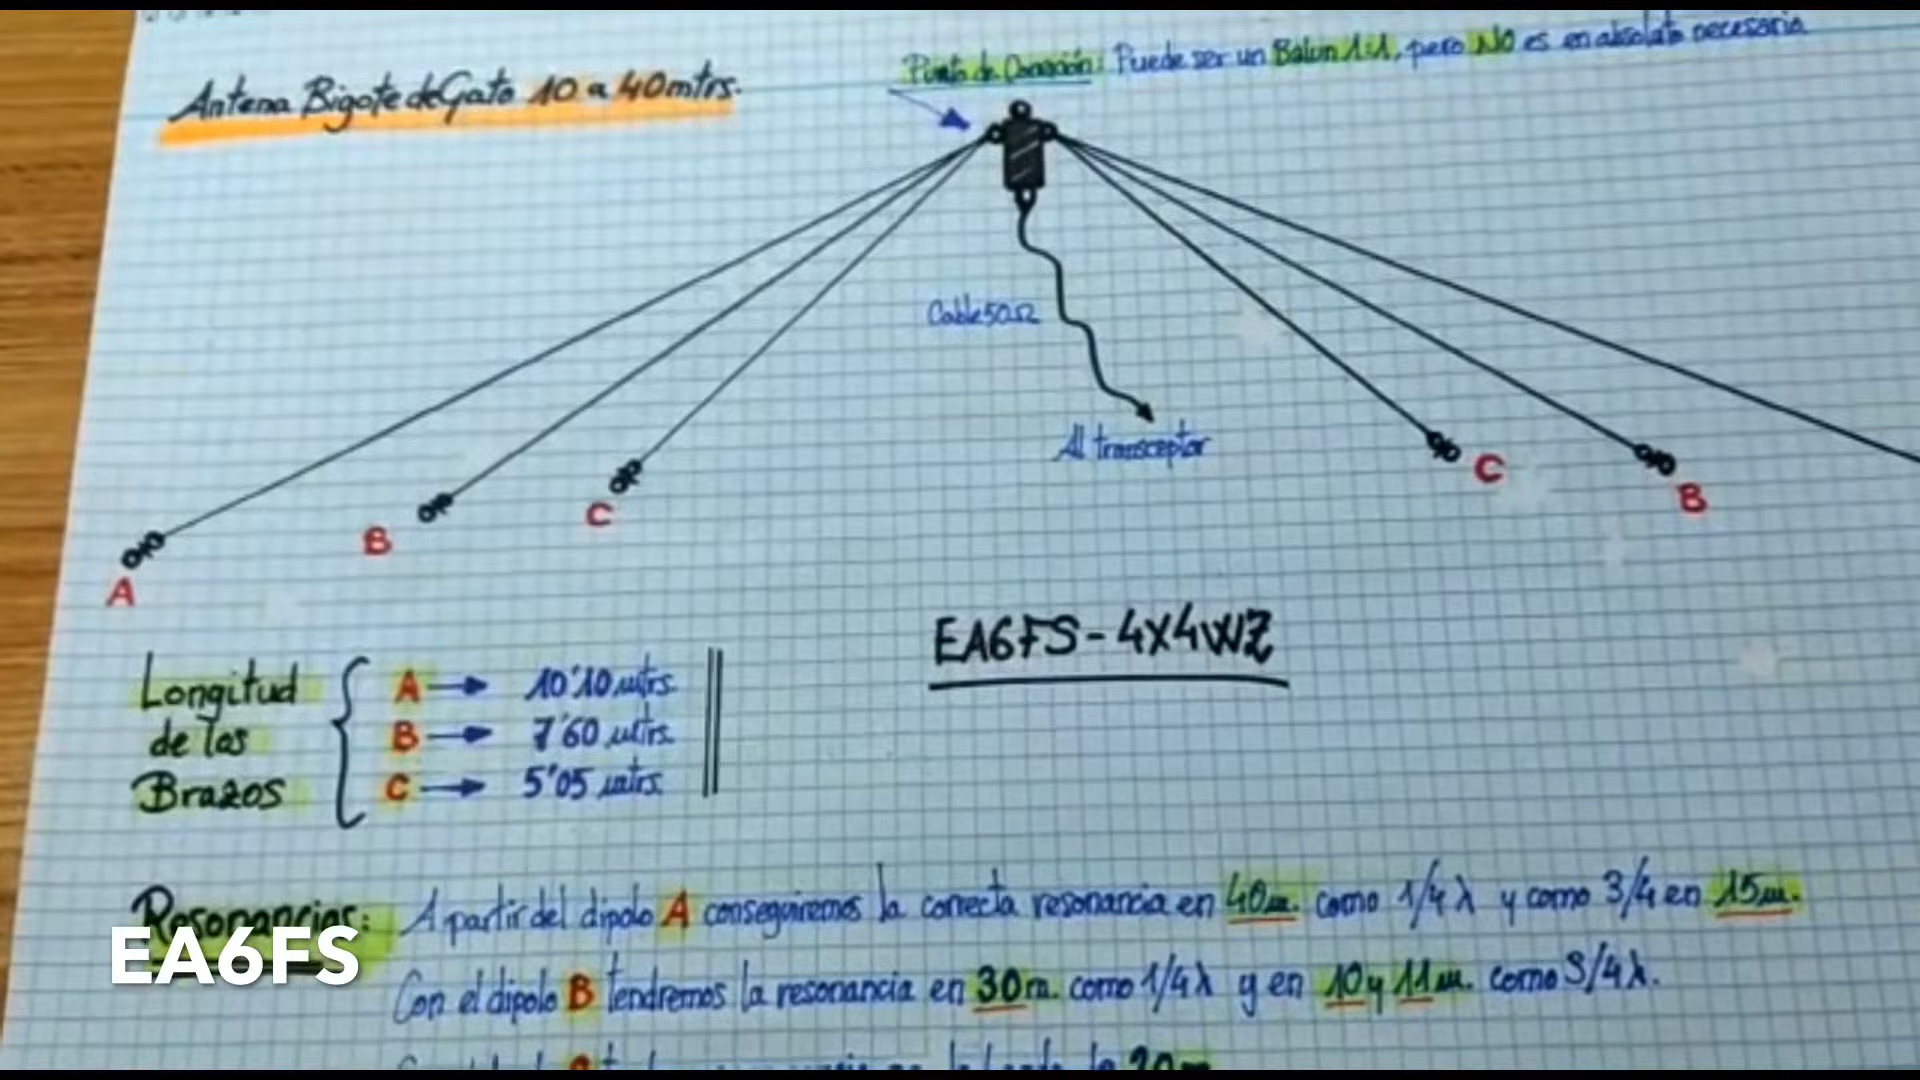 Antena Bigote de Gato 10 a 40 mtrs.
Punto de Conexión: Puede ser un Balun 1:1, pero NO es en absoluto necesario
Cable 50Ω
Al transceptor
A
B
C
C
B
EA6FS-4X4WZ
Longitud
de los
Brazos
A → 10'10 mtrs.
B → 7'60 mtrs.
C → 5'05 mtrs.
Resonancias: A partir del dipolo A conseguiremos la correcta resonancia en 40m. como 1/4 λ y como 3/4 en 15m.
Con el dipolo B tendremos la resonancia en 30m. como 1/4 λ y en 10 y 11m. como 3/4 λ.
20m
EA6FS